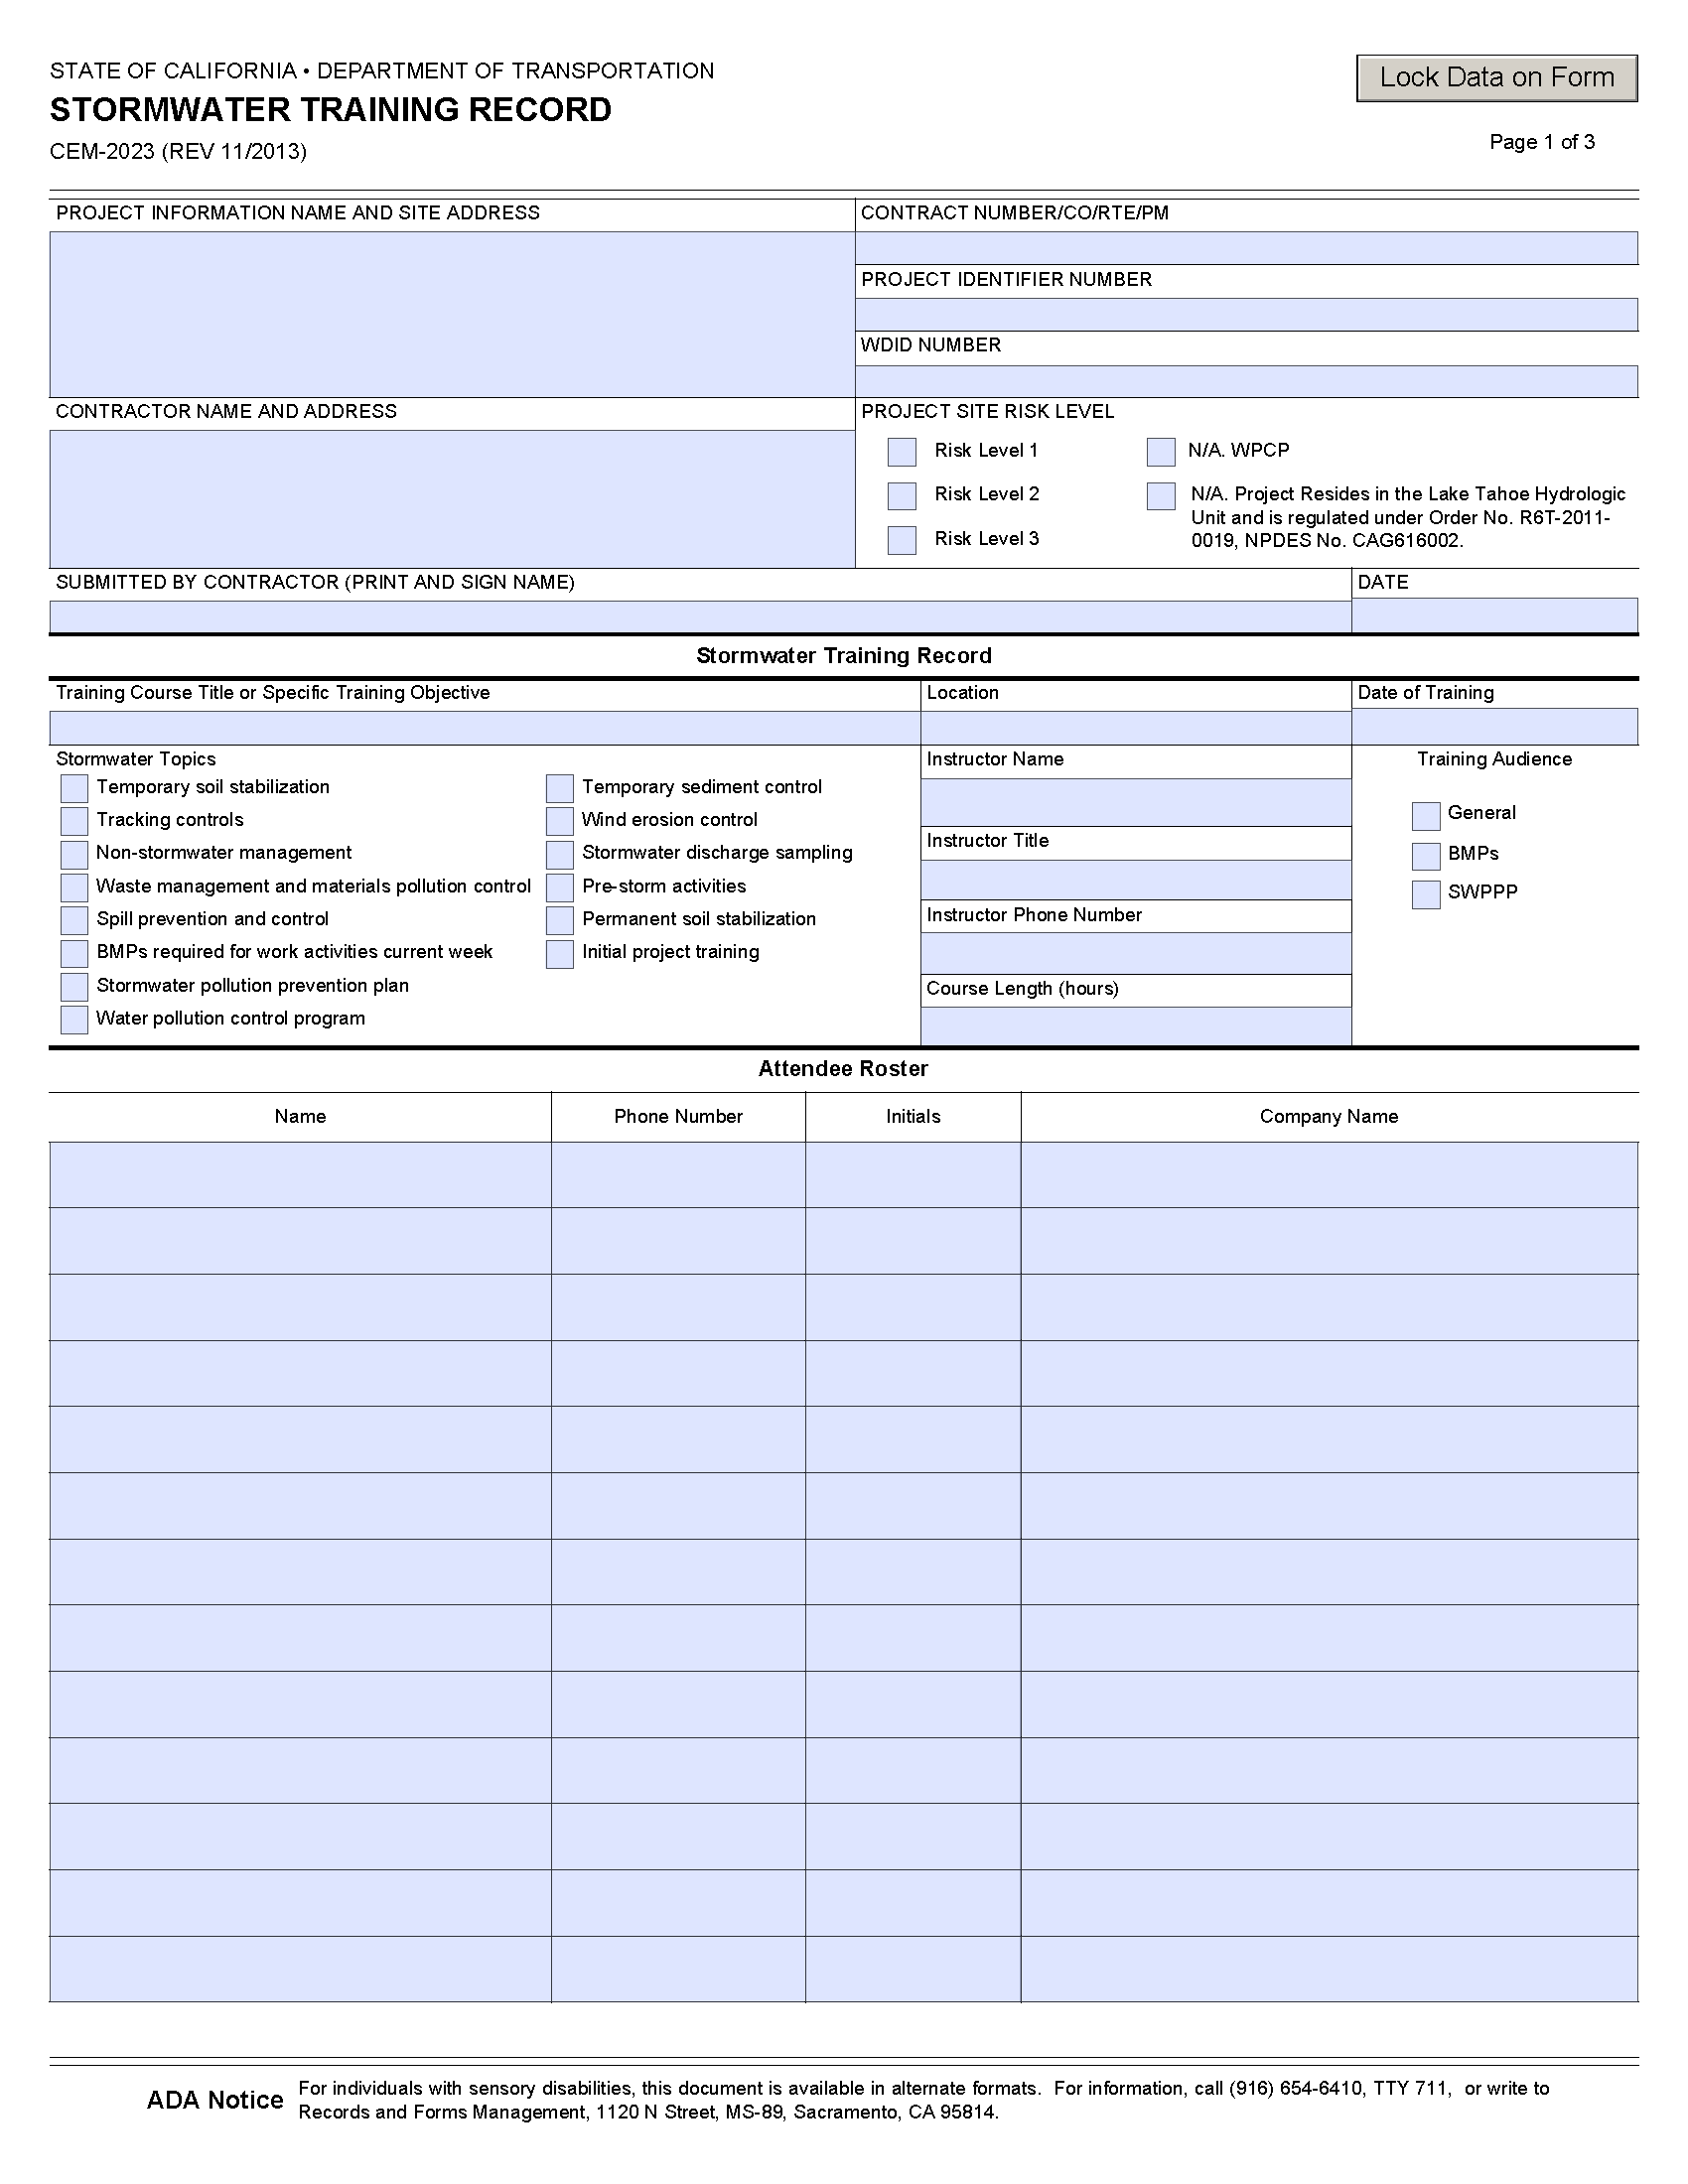 STATE OF CALIFORNIA • DEPARTMENT OF TRANSPORTATION
STORMWATER TRAINING RECORD
CEM-2023 (REV 11/2013)
Lock Data on Form
Page 1 of 3
PROJECT INFORMATION NAME AND SITE ADDRESS
CONTRACT NUMBER/CO/RTE/PM
PROJECT IDENTIFIER NUMBER
WDID NUMBER
CONTRACTOR NAME AND ADDRESS
PROJECT SITE RISK LEVEL
Risk Level 1
Risk Level 2
Risk Level 3
N/A. WPCP
N/A. Project Resides in the Lake Tahoe Hydrologic
Unit and is regulated under Order No. R6T-2011-
0019, NPDES No. CAG616002.
SUBMITTED BY CONTRACTOR (PRINT AND SIGN NAME)
DATE
Stormwater Training Record
Training Course Title or Specific Training Objective
Location
Date of Training
Stormwater Topics
Temporary soil stabilization
Tracking controls
Non-stormwater management
Waste management and materials pollution control
Spill prevention and control
BMPs required for work activities current week
Stormwater pollution prevention plan
Water pollution control program
Temporary sediment control
Wind erosion control
Stormwater discharge sampling
Pre-storm activities
Permanent soil stabilization
Initial project training
Instructor Name
Instructor Title
Instructor Phone Number
Course Length (hours)
Training Audience
General
BMPs
SWPPP
Attendee Roster
Name Phone Number Initials Company Name
ADA Notice
For individuals with sensory disabilities, this document is available in alternate formats. For information, call (916) 654-6410, TTY 711, or write to
Records and Forms Management, 1120 N Street, MS-89, Sacramento, CA 95814.